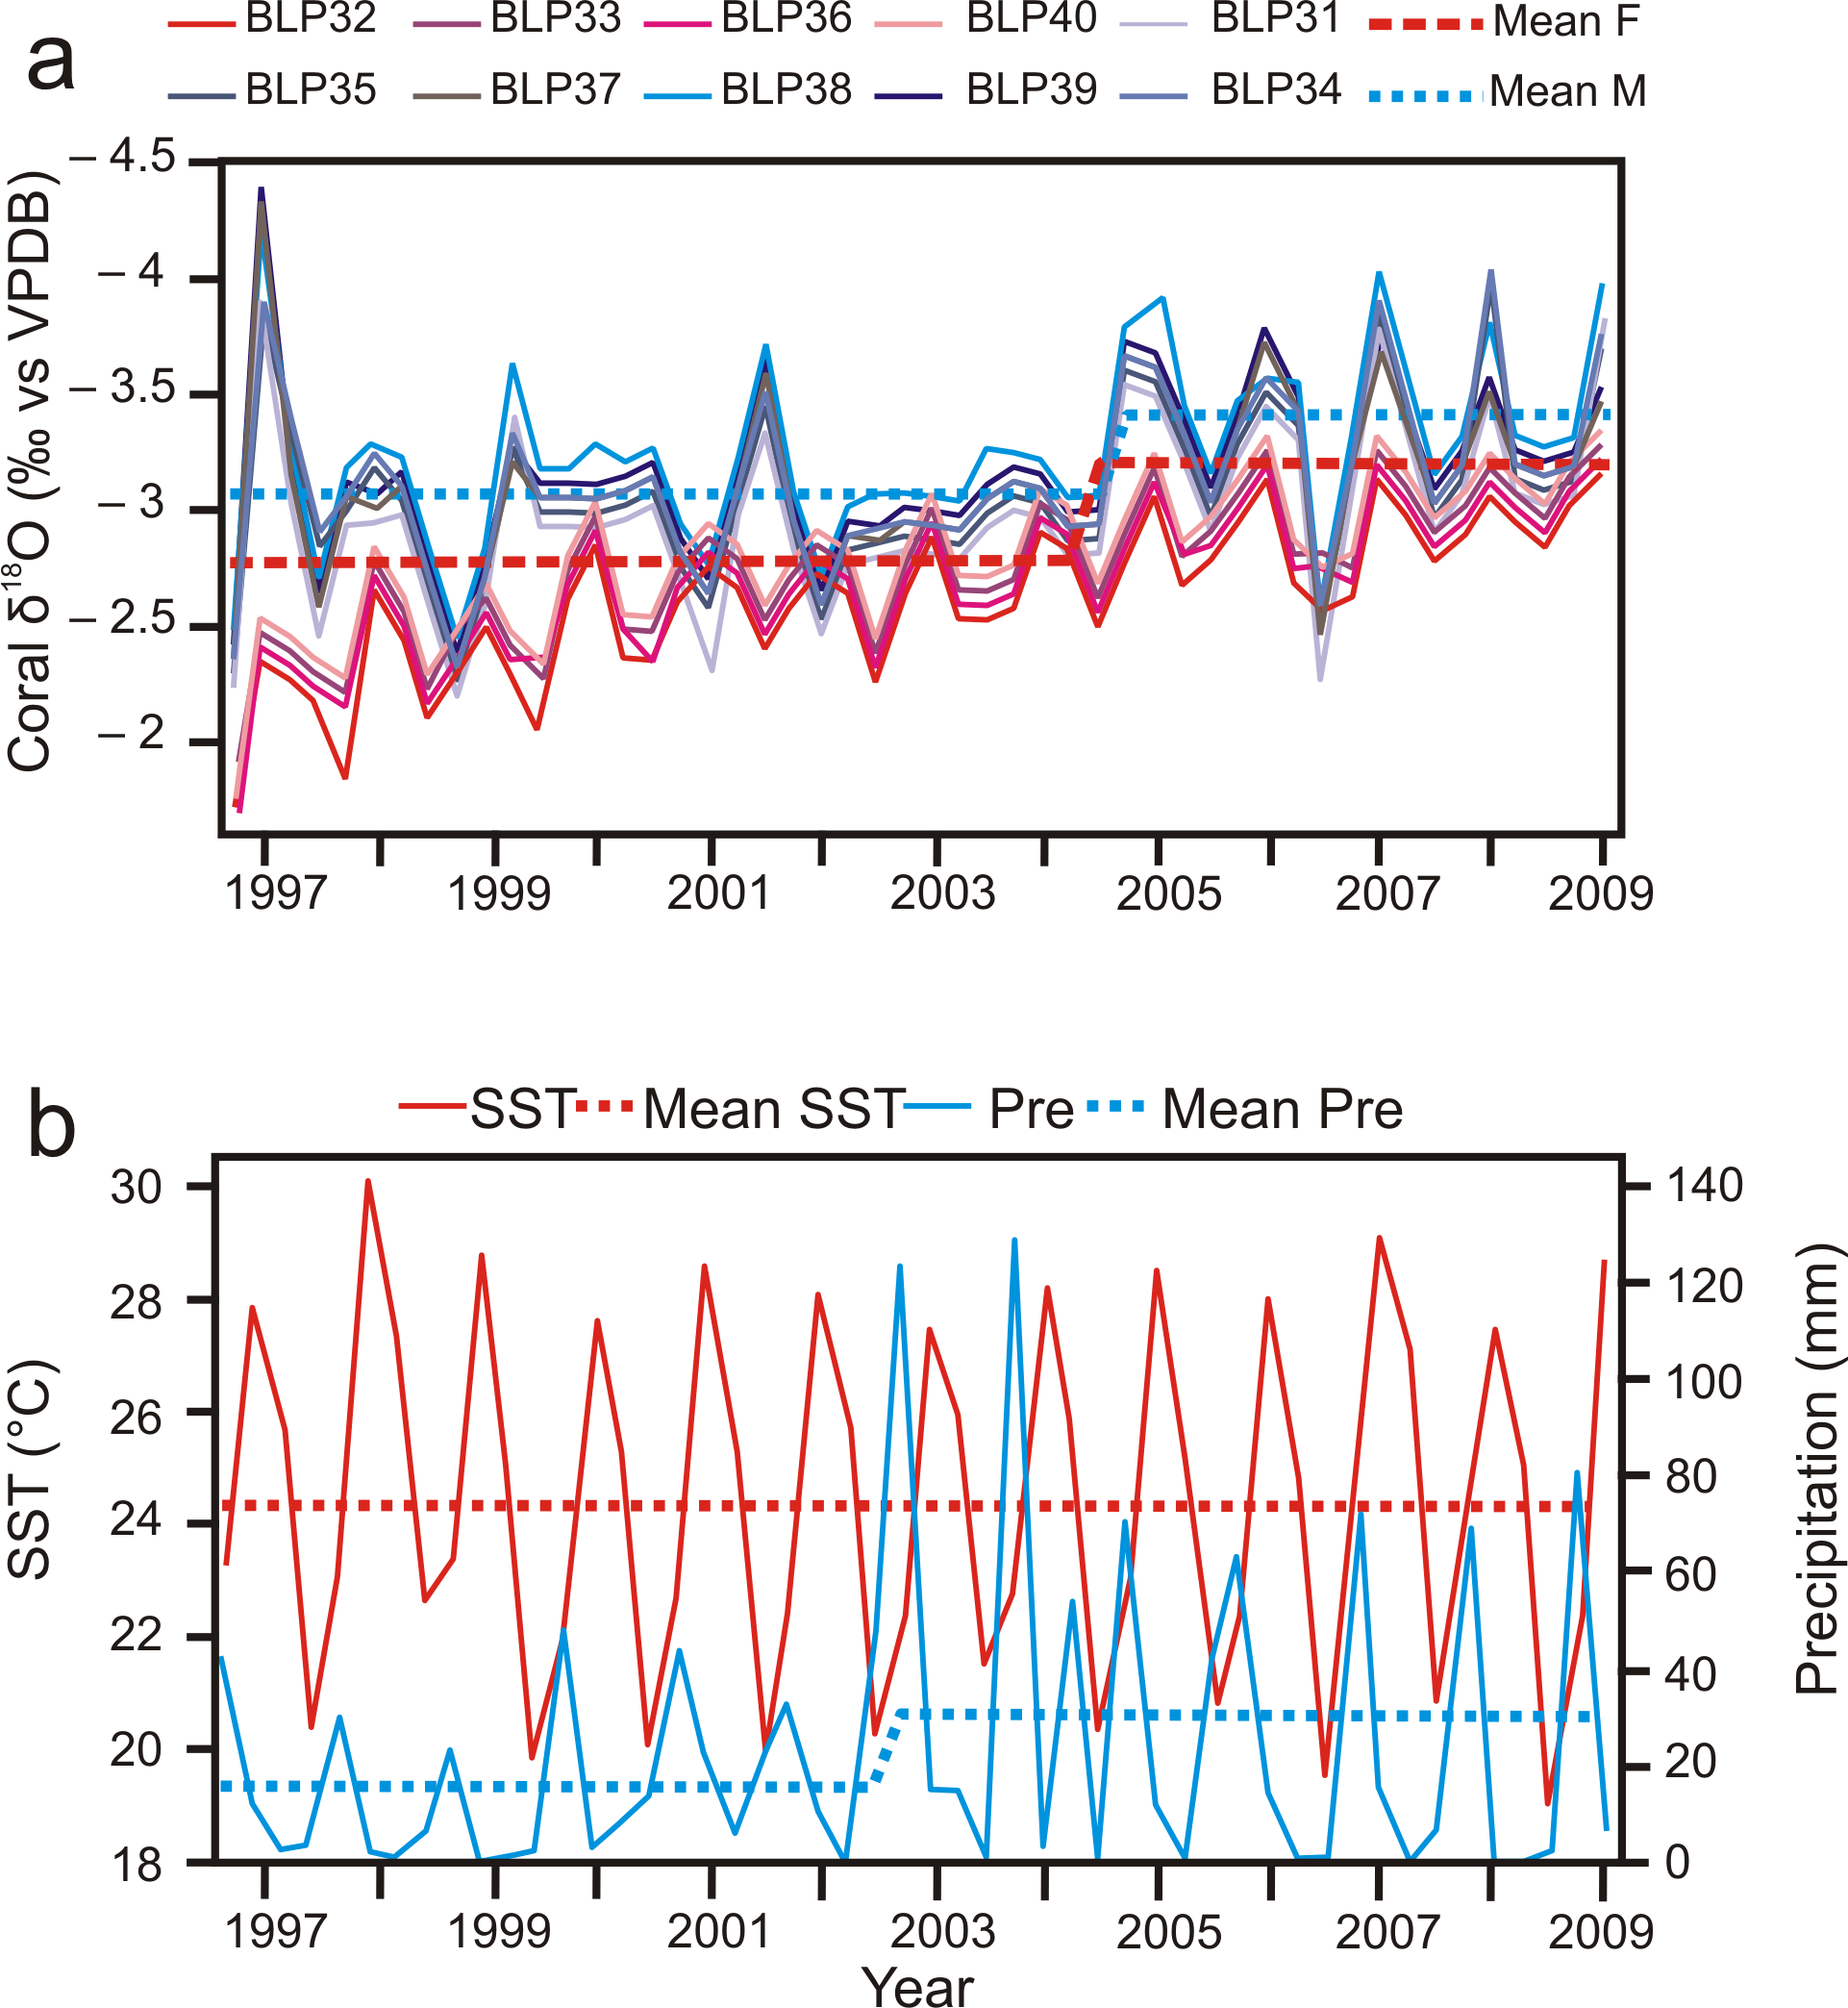 a
BLP32 BLP33 BLP36 BLP40 BLP31 Mean F
BLP35 BLP37 BLP38 BLP39 BLP34 Mean M
Coral δ18O (‰ vs VPDB)
– 4.5
– 4
– 3.5
– 3
– 2.5
– 2
1997 1999 2001 2003 2005 2007 2009
b
SST Mean SST Pre Mean Pre
SST (°C)
30
28
26
24
22
20
18
140
120
100
80
60
40
20
0
Precipitation (mm)
1997 1999 2001 2003 2005 2007 2009
Year